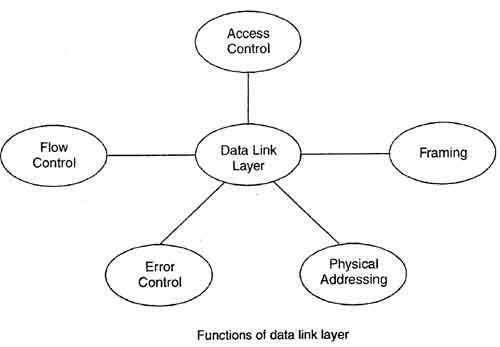 Access
Control
Flow
Control
Data Link
Layer
Framing
Error
Control
Physical
Addressing
Functions of data link layer